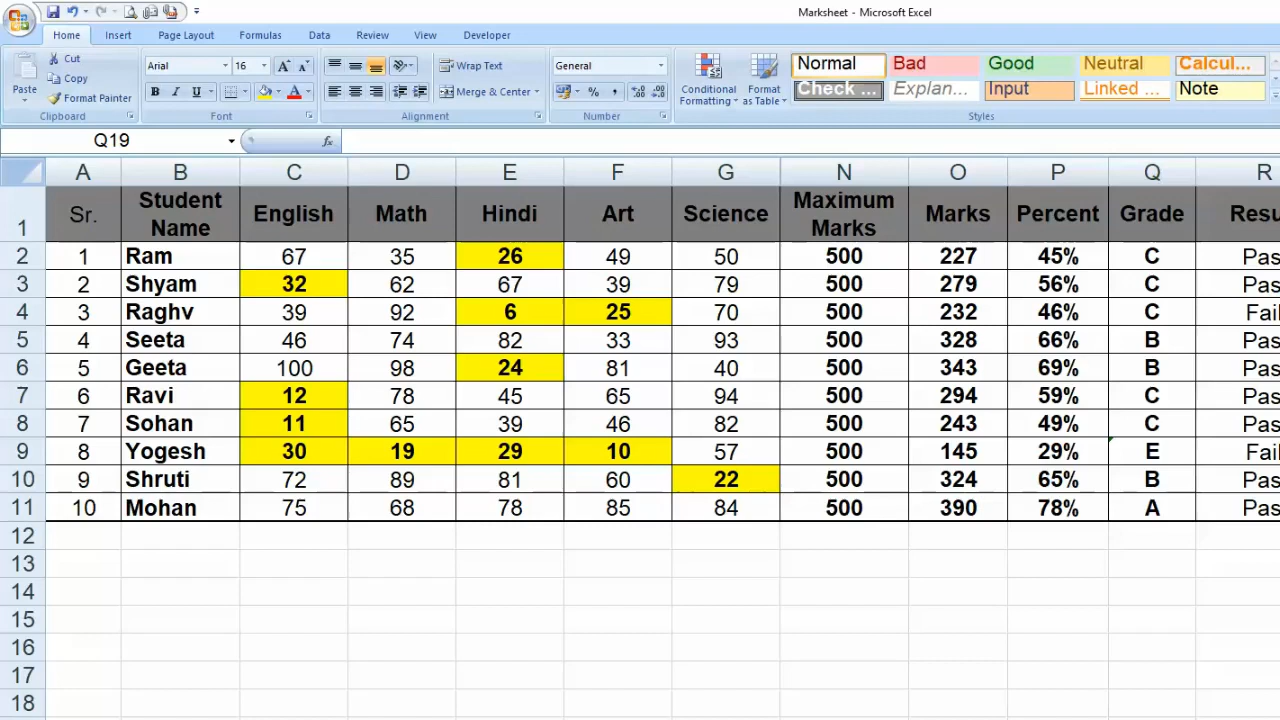 Marksheet - Microsoft Excel
Home Insert Page Layout Formulas Data Review View Developer
Paste
Cut
Copy
Format Painter
Clipboard
Arial 16
B I U
Font
Wrap Text
Merge & Center
Alignment
General
% ,
Number
Conditional Formatting
Format as Table
Normal Bad Good Neutral Calcul...
Check ... Explan... Input Linked ... Note
Styles
Q19 fx
A B C D E F G N O P Q R
1 Sr. Student Name English Math Hindi Art Science Maximum Marks Marks Percent Grade Resu
2 1 Ram 67 35 26 49 50 500 227 45% C Pas
3 2 Shyam 32 62 67 39 79 500 279 56% C Pas
4 3 Raghv 39 92 6 25 70 500 232 46% C Fai
5 4 Seeta 46 74 82 33 93 500 328 66% B Pas
6 5 Geeta 100 98 24 81 40 500 343 69% B Pas
7 6 Ravi 12 78 45 65 94 500 294 59% C Pas
8 7 Sohan 11 65 39 46 82 500 243 49% C Pas
9 8 Yogesh 30 19 29 10 57 500 145 29% E Fai
10 9 Shruti 72 89 81 60 22 500 324 65% B Pas
11 10 Mohan 75 68 78 85 84 500 390 78% A Pas
12
13
14
15
16
17
18